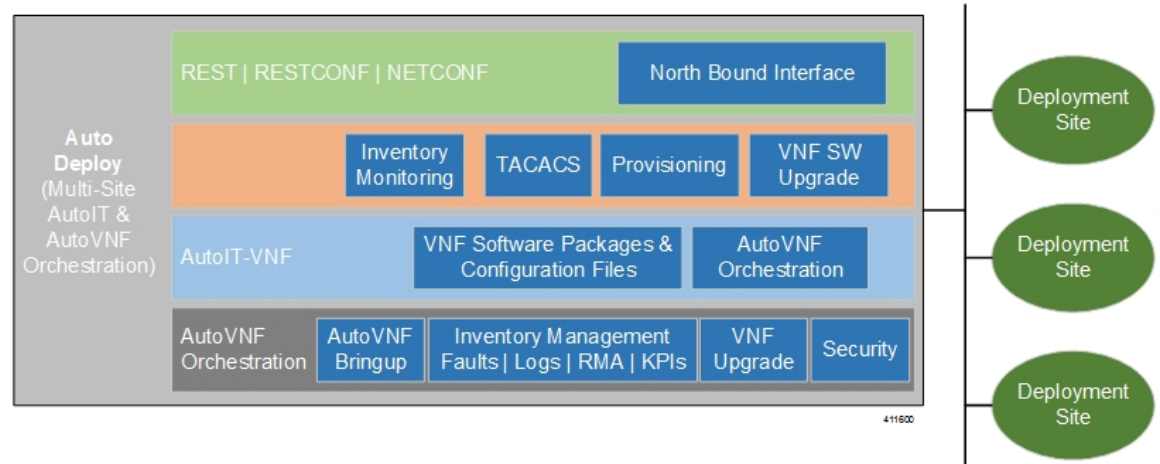 Auto
Deploy
(Multi-Site
AutoIT &
AutoVNF
Orchestration)
REST | RESTCONF | NETCONF
North Bound Interface
Inventory
Monitoring
TACACS
Provisioning
VNF SW
Upgrade
AutoIT-VNF
VNF Software Packages &
Configuration Files
AutoVNF
Orchestration
AutoVNF
Orchestration
AutoVNF
Bringup
Inventory Management
Faults | Logs | RMA | KPIs
VNF
Upgrade
Security
411600
Deployment
Site
Deployment
Site
Deployment
Site